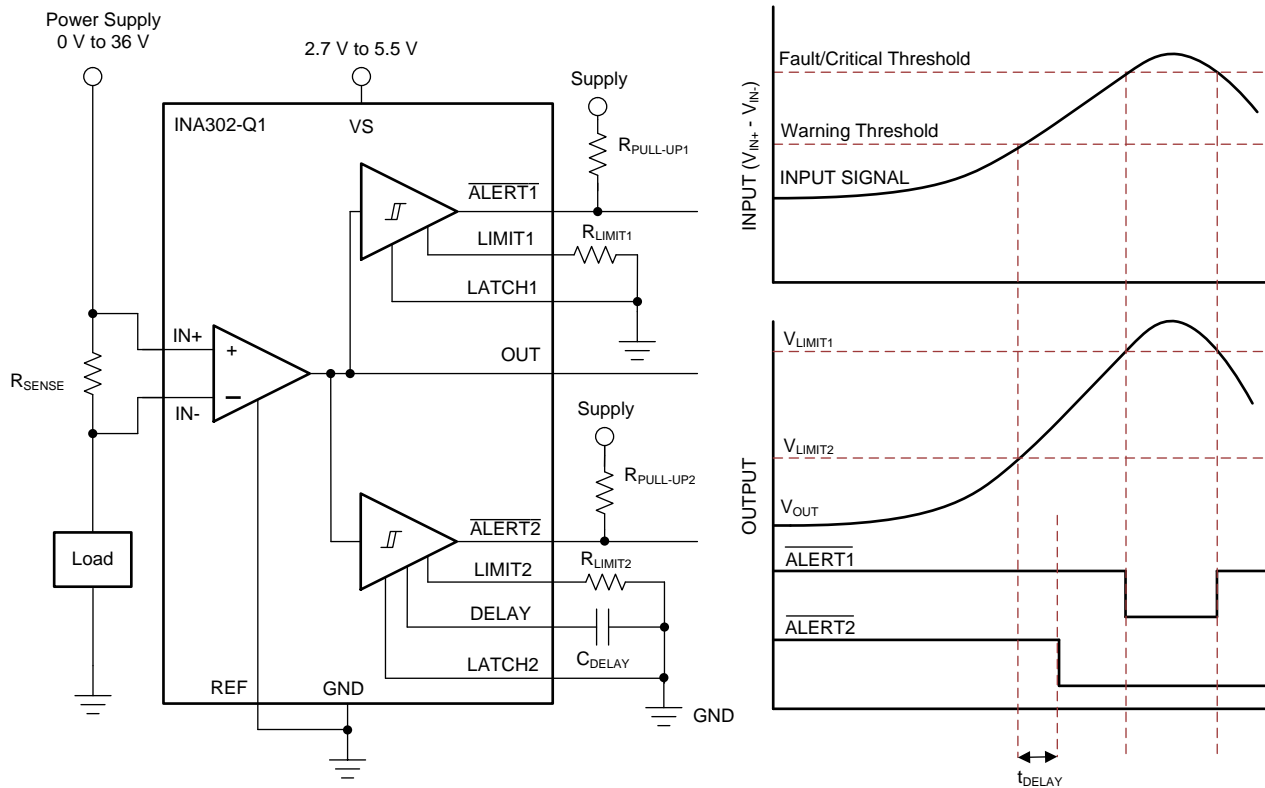 Power Supply
0 V to 36 V
2.7 V to 5.5 V
Supply
INA302-Q1
VS
RPULL-UP1
ALERT1
LIMIT1
RLIMIT1
LATCH1
IN+
+
OUT
RSENSE
−
IN-
Supply
RPULL-UP2
ALERT2
LIMIT2
RLIMIT2
Load
DELAY
CDELAY
LATCH2
REF
GND
GND
INPUT (VIN+ - VIN-)
Fault/Critical Threshold
Warning Threshold
INPUT SIGNAL
OUTPUT
VLIMIT1
VLIMIT2
VOUT
ALERT1
ALERT2
tDELAY